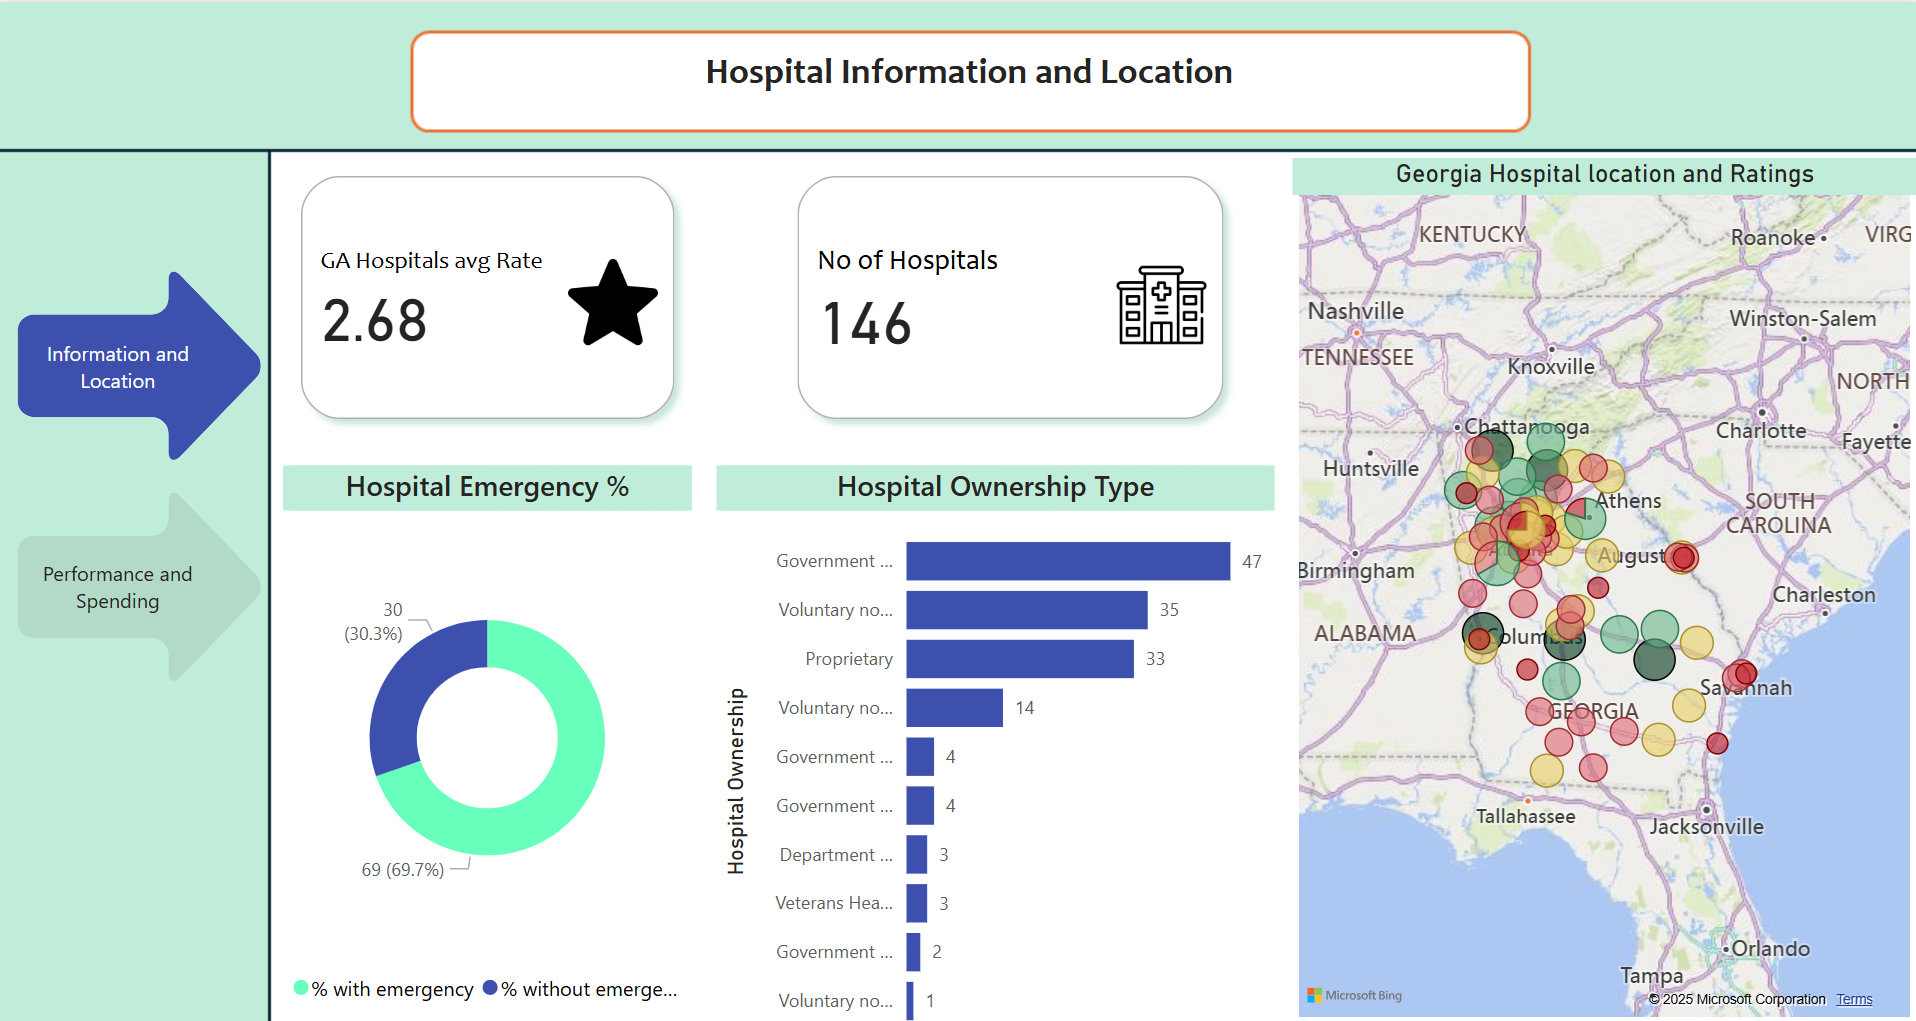 Hospital Information and Location
Information and
Location
Performance and
Spending
GA Hospitals avg Rate
2.68
No of Hospitals
146
Hospital Emergency %
30
(30.3%)
69 (69.7%)
% with emergency
% without emerge...
Hospital Ownership Type
Hospital Ownership
Government ...
47
Voluntary no...
35
Proprietary
33
Voluntary no...
14
Government ...
4
Government ...
4
Department ...
3
Veterans Hea...
3
Government ...
2
Voluntary no...
1
Georgia Hospital location and Ratings
KENTUCKY
Roanoke
VIRG
Nashville
Winston-Salem
TENNESSEE
Knoxville
NORTH
Chattanooga
Charlotte
Fayette
Huntsville
Athens
SOUTH
CAROLINA
August
Birmingham
Charleston
ALABAMA
Columbus
Savannah
GEORGIA
Tallahassee
Jacksonville
Orlando
Tampa
Microsoft Bing
© 2025 Microsoft Corporation Terms